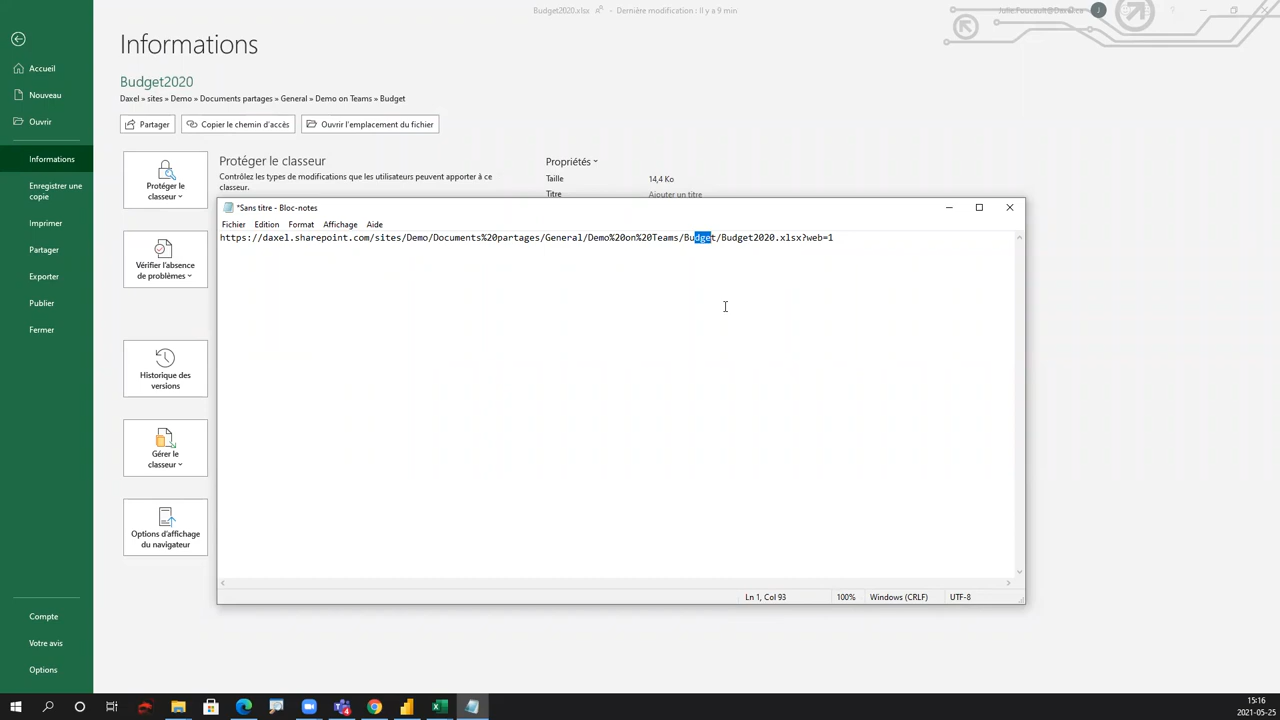 Budget2020.xlsx
Dernière modification : Il y a 9 min
Julie.Foucault@Daxel.ca
J
?
Informations
Accueil
Nouveau
Ouvrir
Informations
Enregistrer une
copie
Imprimer
Partager
Exporter
Publier
Fermer
Compte
Votre avis
Options
Budget2020
Daxel » sites » Demo » Documents partages » General » Demo on Teams » Budget
Partager
Copier le chemin d'accès
Ouvrir l'emplacement du fichier
Protéger le
classeur
Protéger le classeur
Contrôlez les types de modifications que les utilisateurs peuvent apporter à ce
classeur.
Propriétés
Taille 14,4 Ko
Titre Ajouter un titre
Vérifier l'absence
de problèmes
Historique des
versions
Gérer le
classeur
Options d'affichage
du navigateur
*Sans titre - Bloc-notes
Fichier Edition Format Affichage Aide
https://daxel.sharepoint.com/sites/Demo/Documents%20partages/General/Demo%20on%20Teams/Budget/Budget2020.xlsx?web=1
Ln 1, Col 93
100%
Windows (CRLF)
UTF-8
15:16
2021-05-25